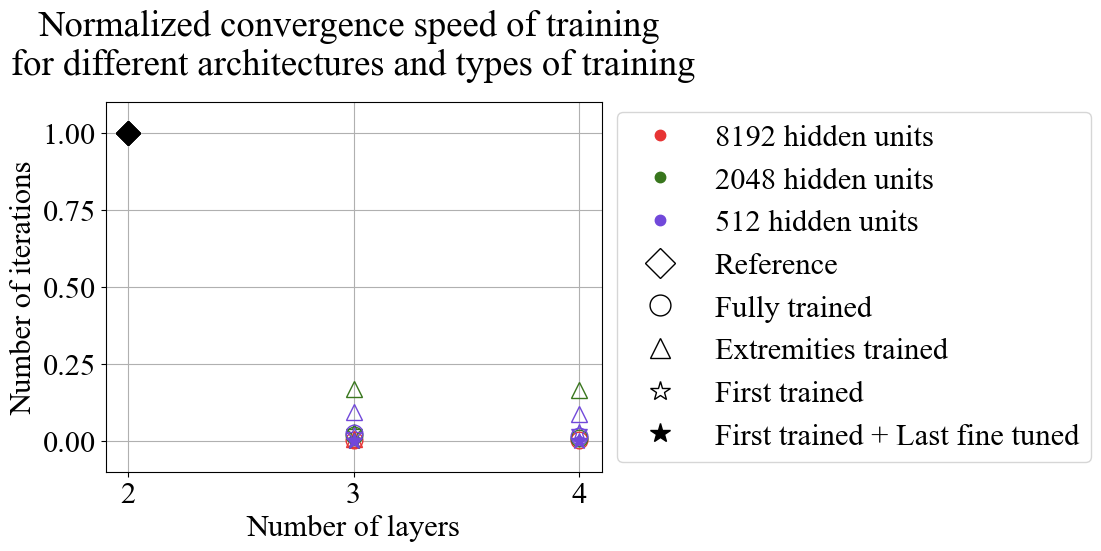 Normalized convergence speed of training
for different architectures and types of training
Number of iterations
1.00
0.75
0.50
0.25
0.00
2
3
4
Number of layers
8192 hidden units
2048 hidden units
512 hidden units
Reference
Fully trained
Extremities trained
First trained
First trained + Last fine tuned